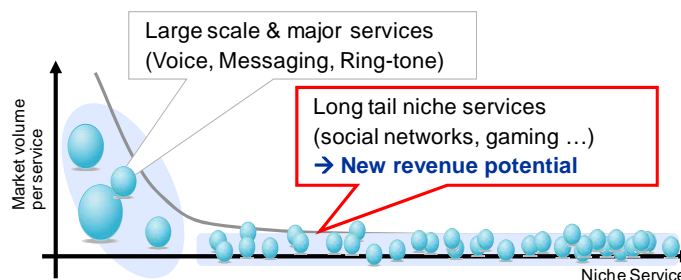 Large scale & major services
(Voice, Messaging, Ring-tone)
Long tail niche services
(social networks, gaming ...)
→ New revenue potential
Market volume
per service
Niche Service